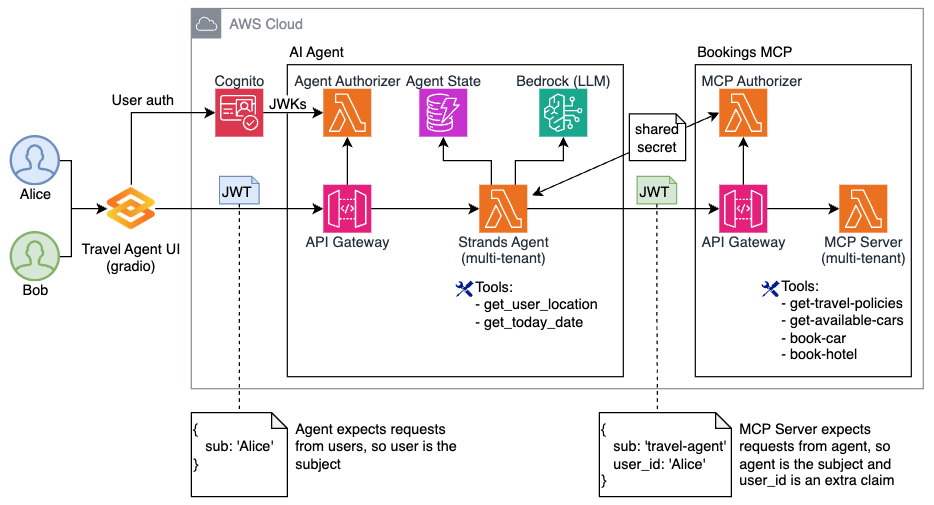 AWS Cloud
AI Agent
Bookings MCP
Cognito
Agent Authorizer
Agent State
Bedrock (LLM)
MCP Authorizer
User auth
JWKs
shared
secret
Alice
JWT
JWT
Travel Agent UI
(gradio)
API Gateway
Strands Agent
(multi-tenant)
API Gateway
MCP Server
(multi-tenant)
Bob
Tools:
- get_user_location
- get_today_date
Tools:
- get-travel-policies
- get-available-cars
- book-car
- book-hotel
{
sub: 'Alice'
}
Agent expects requests
from users, so user is the
subject
{
sub: 'travel-agent'
user_id: 'Alice'
}
MCP Server expects
requests from agent, so
agent is the subject and
user_id is an extra claim